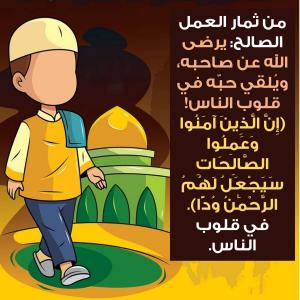 من ثمار العمل
الصالح: يرضى
الله عن صاحبه،
ويُلقي حبّه في
قلوب الناس!
(إِنَّ الَّذِينَ آمَنُوا
وَعَمِلُوا
الصَّالِحَاتِ
سَيَجْعَلُ لَهُمُ
الرَّحْمَٰنُ وُدًّا).
في قلوب
الناس.